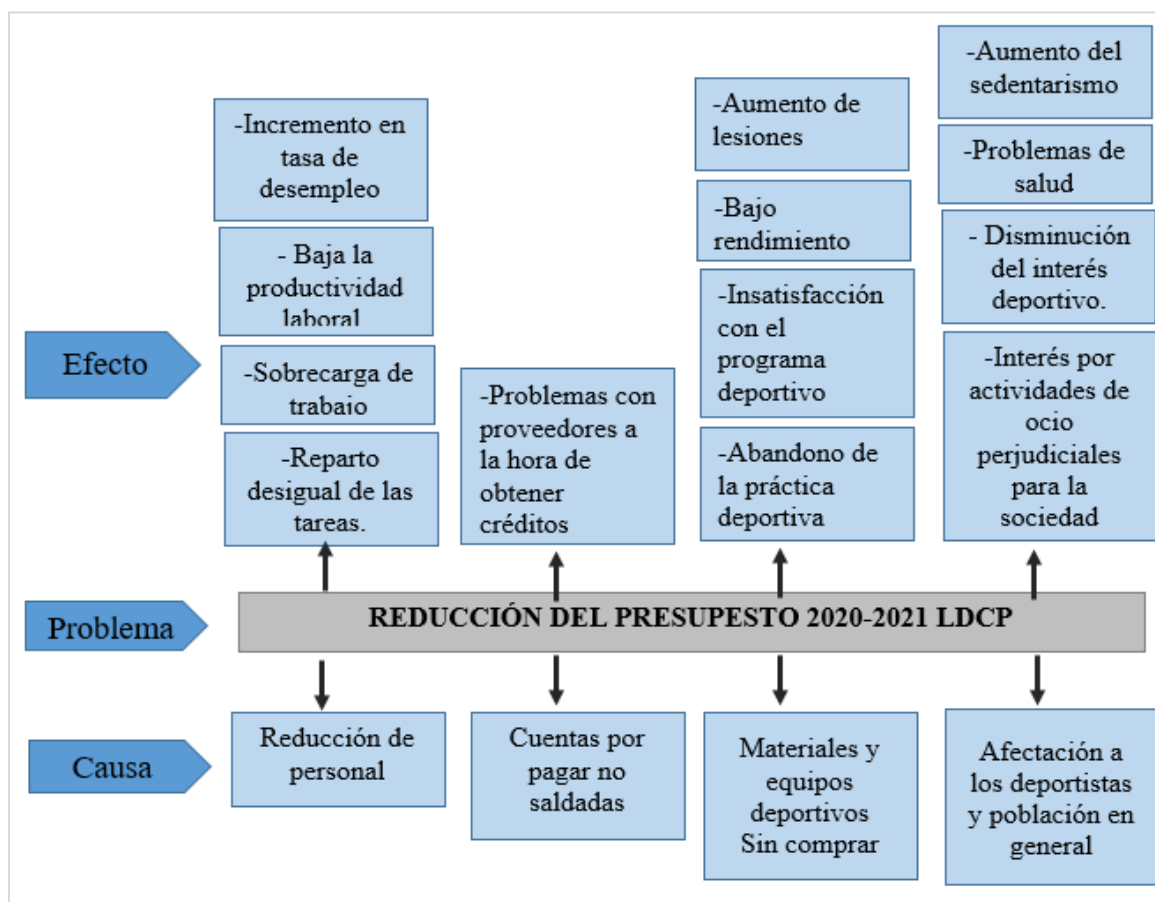 Efecto
-Incremento en
tasa de
desempleo
- Baja la
productividad
laboral
-Sobrecarga de
trabajo
-Reparto
desigual de las
tareas.
-Problemas con
proveedores a
la hora de
obtener
créditos
-Aumento de
lesiones
-Bajo
rendimiento
-Insatisfacción
con el
programa
deportivo
-Abandono de
la práctica
deportiva
-Aumento del
sedentarismo
-Problemas de
salud
- Disminución
del interés
deportivo.
-Interés por
actividades de
ocio
perjudiciales
para la
sociedad
Problema
REDUCCIÓN DEL PRESUPESTO 2020-2021 LDCP
Causa
Reducción de
personal
Cuentas por
pagar no
saldadas
Materiales y
equipos
deportivos
Sin comprar
Afectación a
los deportistas
y población en
general